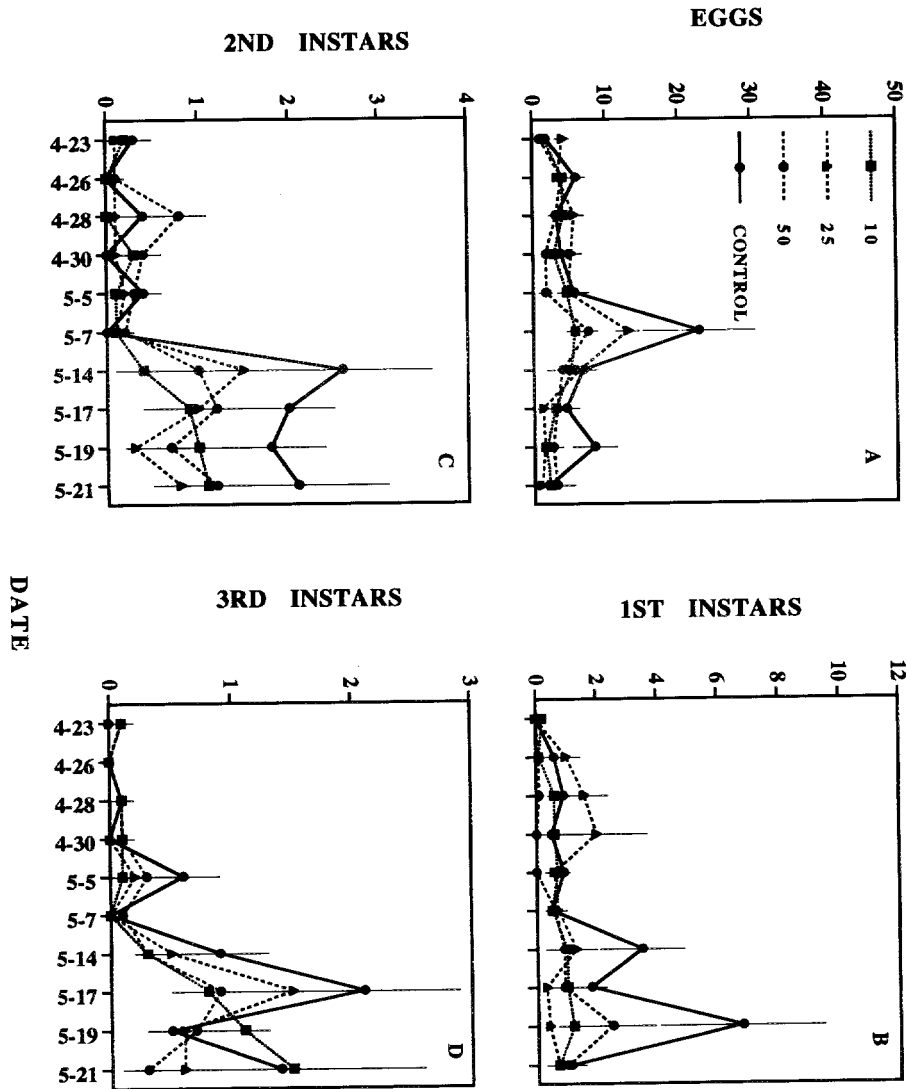 EGGS
0 10 20 30 40 50
10
25
50
CONTROL
A
1ST INSTARS
0 2 4 6 8 10 12
B
2ND INSTARS
0 1 2 3 4
C
4-23
4-26
4-28
4-30
5-5
5-7
5-14
5-17
5-19
5-21
3RD INSTARS
0 1 2 3
D
4-23
4-26
4-28
4-30
5-5
5-7
5-14
5-17
5-19
5-21
DATE